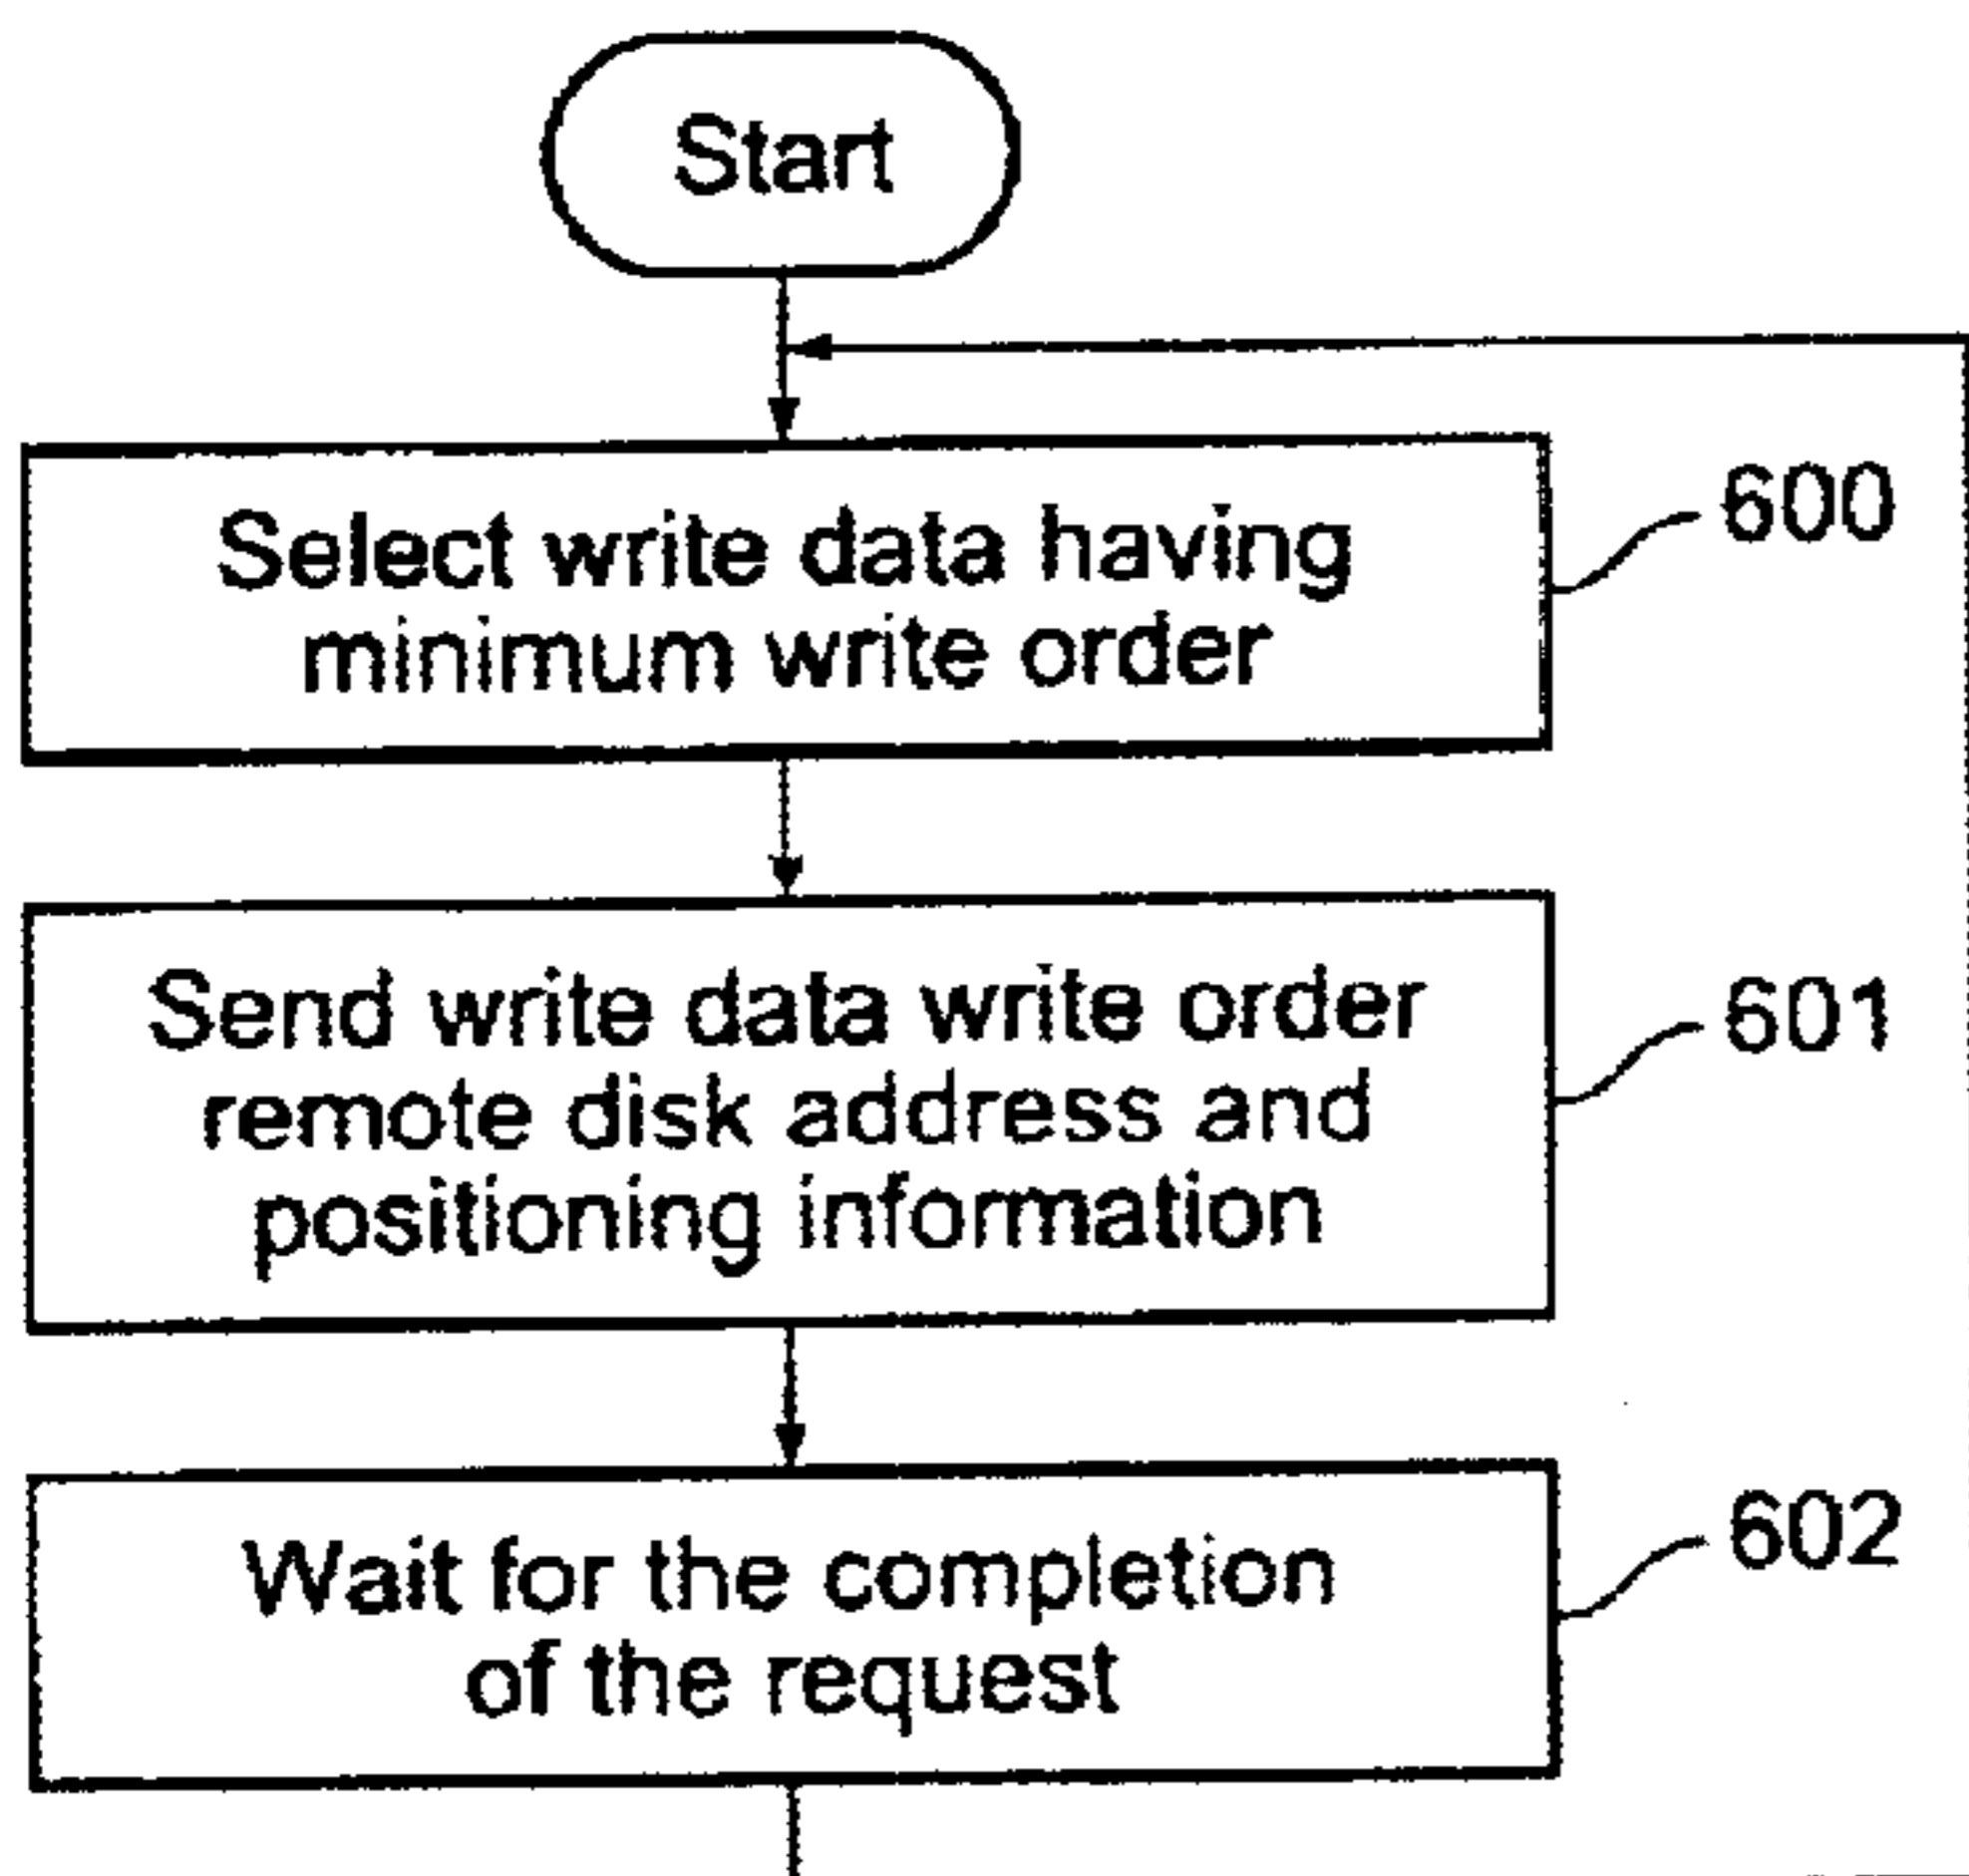 Start
Select write data having
minimum write order
600
Send write data write order
remote disk address and
positioning information
601
Wait for the completion
of the request
602